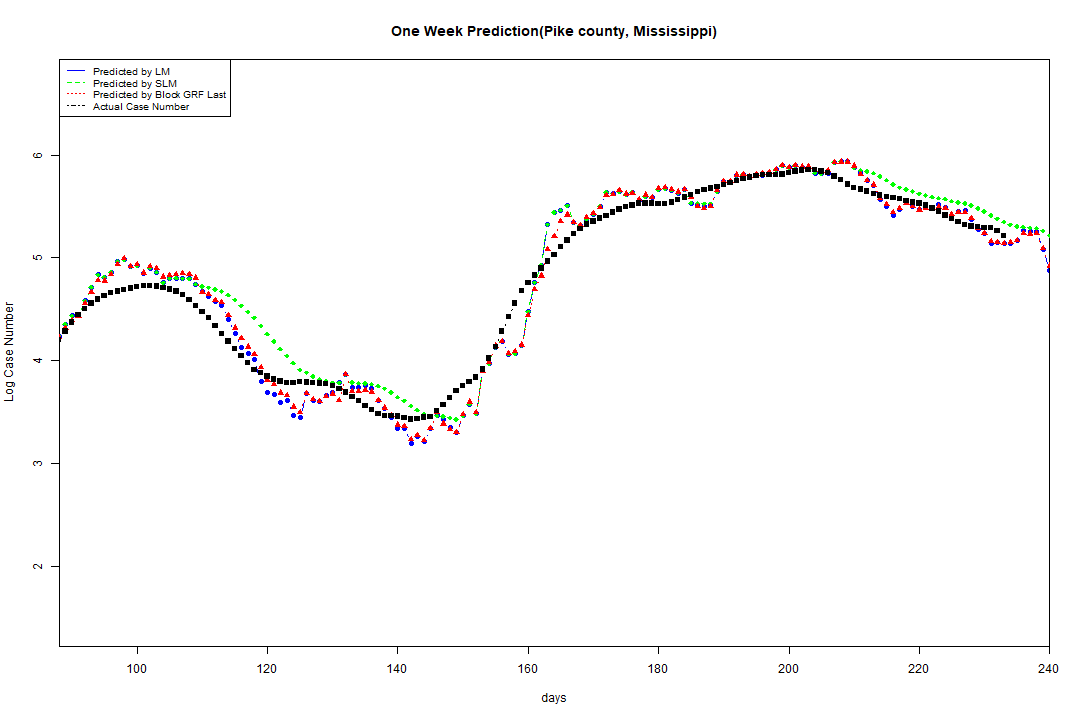 One Week Prediction(Pike county, Mississippi)
Predicted by LM
Predicted by SLM
Predicted by Block GRF Last
Actual Case Number
Log Case Number
6
5
4
3
2
100 120 140 160 180 200 220 240
days